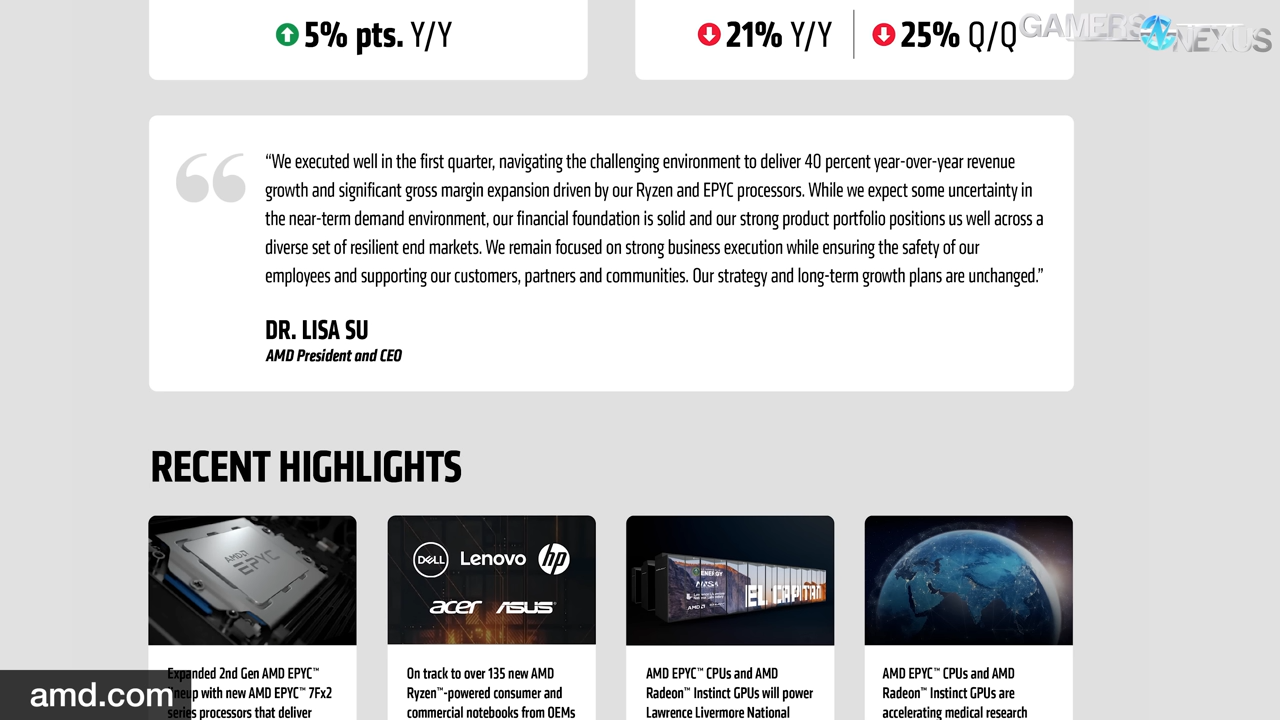 5% pts. Y/Y
21% Y/Y
25% Q/Q
GAMERS NEXUS
“We executed well in the first quarter, navigating the challenging environment to deliver 40 percent year-over-year revenue
growth and significant gross margin expansion driven by our Ryzen and EPYC processors. While we expect some uncertainty in
the near-term demand environment, our financial foundation is solid and our strong product portfolio positions us well across a
diverse set of resilient end markets. We remain focused on strong business execution while ensuring the safety of our
employees and supporting our customers, partners and communities. Our strategy and long-term growth plans are unchanged.”
DR. LISA SU
AMD President and CEO
RECENT HIGHLIGHTS
AMD
EPYC
DELL Lenovo hp
acer ASUS
ENERGY
NASA
AMD
EL CAPITAN
Expanded 2nd Gen AMD EPYC™
lineup with new AMD EPYC™ 7Fx2
series processors that deliver
On track to over 135 new AMD
Ryzen™-powered consumer and
commercial notebooks from OEMs
AMD EPYC™ CPUs and AMD
Radeon™ Instinct GPUs will power
Lawrence Livermore National
AMD EPYC™ CPUs and AMD
Radeon™ Instinct GPUs are
accelerating medical research
amd.com